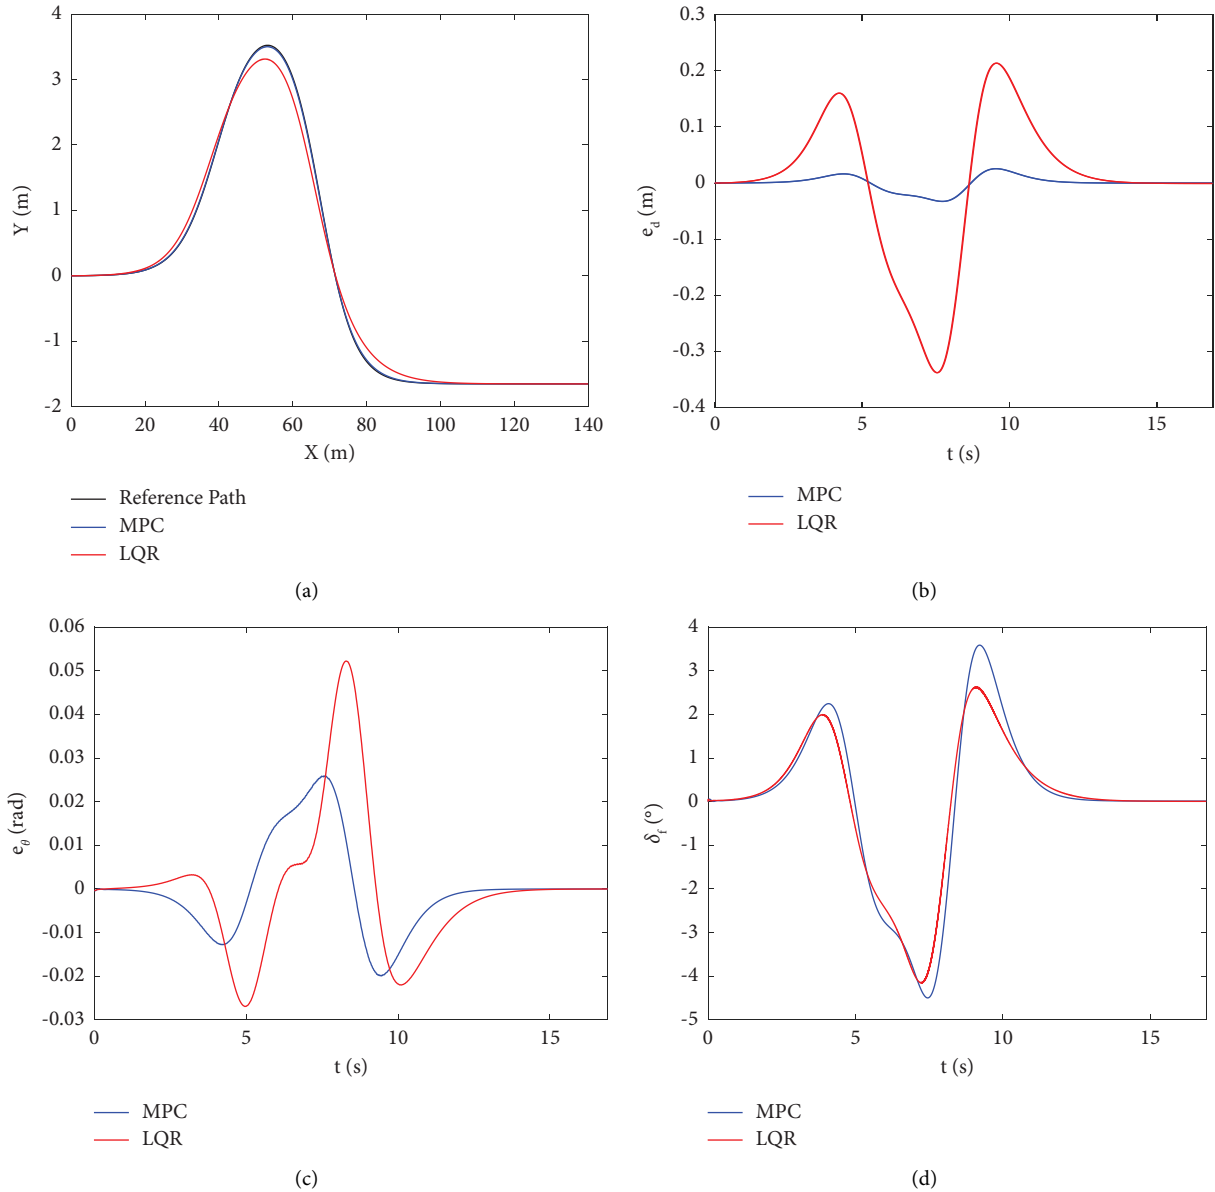 4
3
2
1
0
-1
-2
Y (m)
0 20 40 60 80 100 120 140
X (m)
Reference Path
MPC
LQR
(a)
0.3
0.2
0.1
0
-0.1
-0.2
-0.3
-0.4
e_d (m)
0 5 10 15
t (s)
MPC
LQR
(b)
0.06
0.05
0.04
0.03
0.02
0.01
0
-0.01
-0.02
-0.03
e_θ (rad)
0 5 10 15
t (s)
MPC
LQR
(c)
4
3
2
1
0
-1
-2
-3
-4
-5
δ_f (°)
0 5 10 15
t (s)
MPC
LQR
(d)